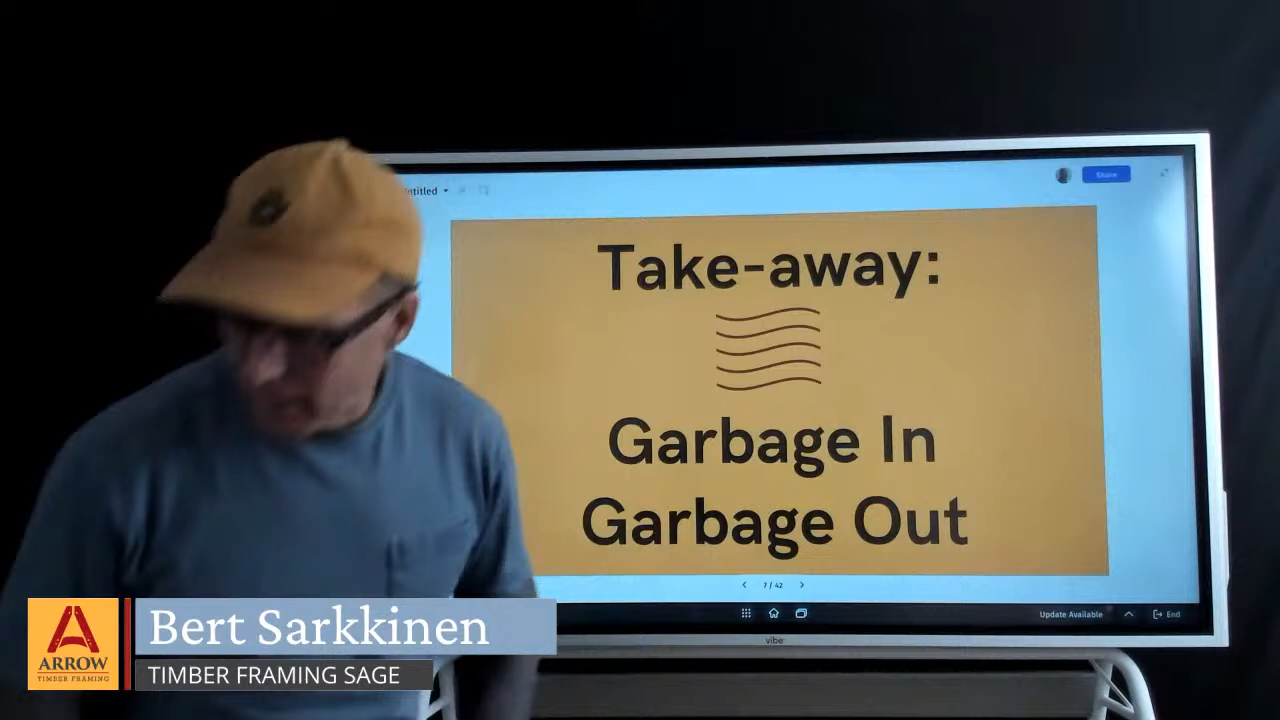 ntitled
Share
Take-away:
Garbage In
Garbage Out
7 / 42
Update Available
End
vibe
Bert Sarkkinen
TIMBER FRAMING SAGE
ARROW
TIMBER FRAMING